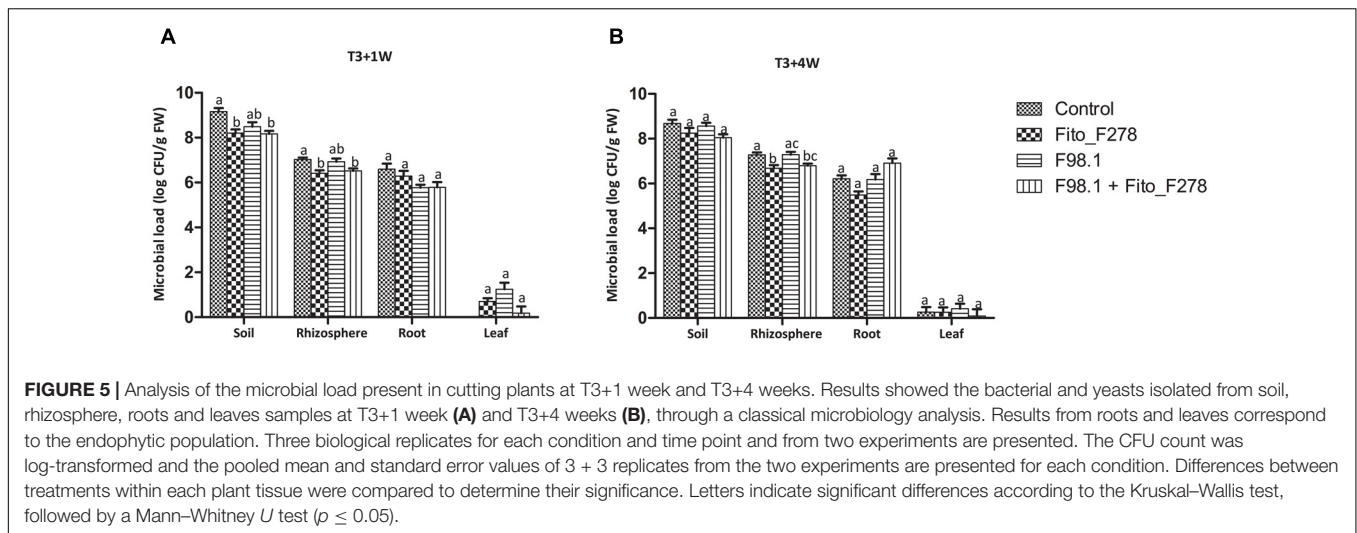 A
T3+1W
Microbial load (log CFU/g FW)
10
8
6
4
2
0
a b ab b
a b ab b
a a a a
a a a
Soil Rhizosphere Root Leaf
B
T3+4W
Microbial load (log CFU/g FW)
10
8
6
4
2
0
a a a a
a b ac bc
a a a a
a a a a
Soil Rhizosphere Root Leaf
Control
Fito_F278
F98.1
F98.1 + Fito_F278
FIGURE 5 | Analysis of the microbial load present in cutting plants at T3+1 week and T3+4 weeks. Results showed the bacterial and yeasts isolated from soil,
rhizosphere, roots and leaves samples at T3+1 week (A) and T3+4 weeks (B), through a classical microbiology analysis. Results from roots and leaves correspond
to the endophytic population. Three biological replicates for each condition and time point and from two experiments are presented. The CFU count was
log-transformed and the pooled mean and standard error values of 3 + 3 replicates from the two experiments are presented for each condition. Differences between
treatments within each plant tissue were compared to determine their significance. Letters indicate significant differences according to the Kruskal–Wallis test,
followed by a Mann–Whitney U test (p ≤ 0.05).